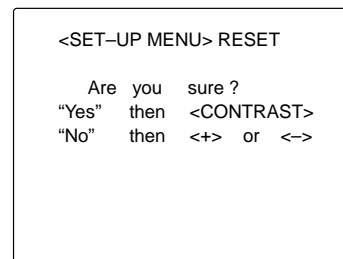 <SET–UP MENU> RESET
Are you sure ?
“Yes” then <CONTRAST>
“No” then <+> or <–>